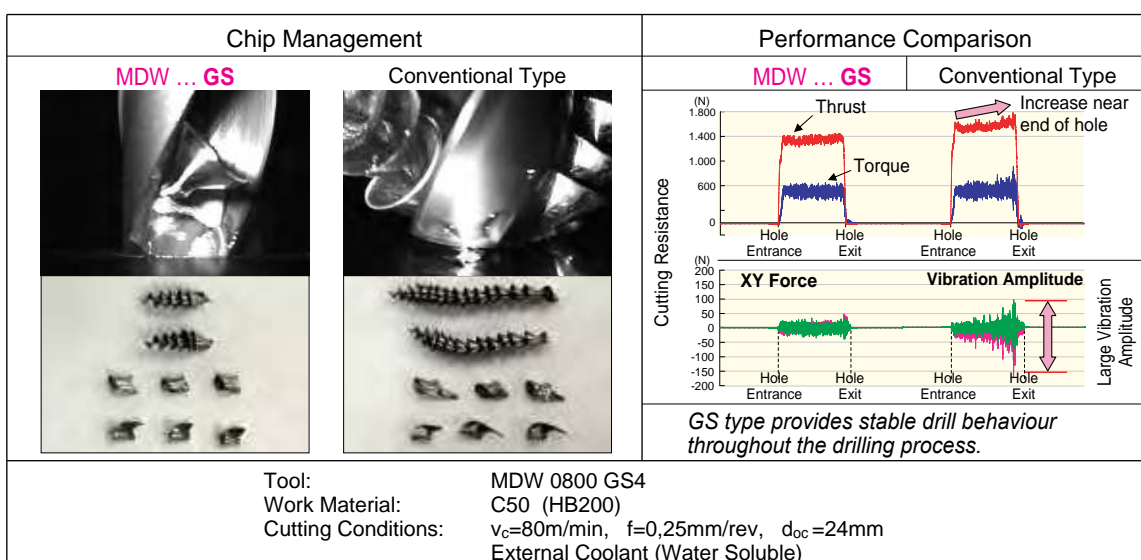 Chip Management
Performance Comparison
MDW … GS
Conventional Type
MDW … GS
Conventional Type
(N)
1.800
1.400
1.000
600
0
Thrust
Torque
Increase near
end of hole
Hole
Entrance
Hole
Exit
Hole
Entrance
Hole
Exit
Cutting Resistance
(N)
200
150
100
50
0
-50
-100
-150
-200
XY Force
Vibration Amplitude
Hole
Entrance
Hole
Exit
Hole
Entrance
Hole
Exit
Large Vibration
Amplitude
GS type provides stable drill behaviour
throughout the drilling process.
Tool: MDW 0800 GS4
Work Material: C50 (HB200)
Cutting Conditions: vc=80m/min, f=0,25mm/rev, doc=24mm
External Coolant (Water Soluble)